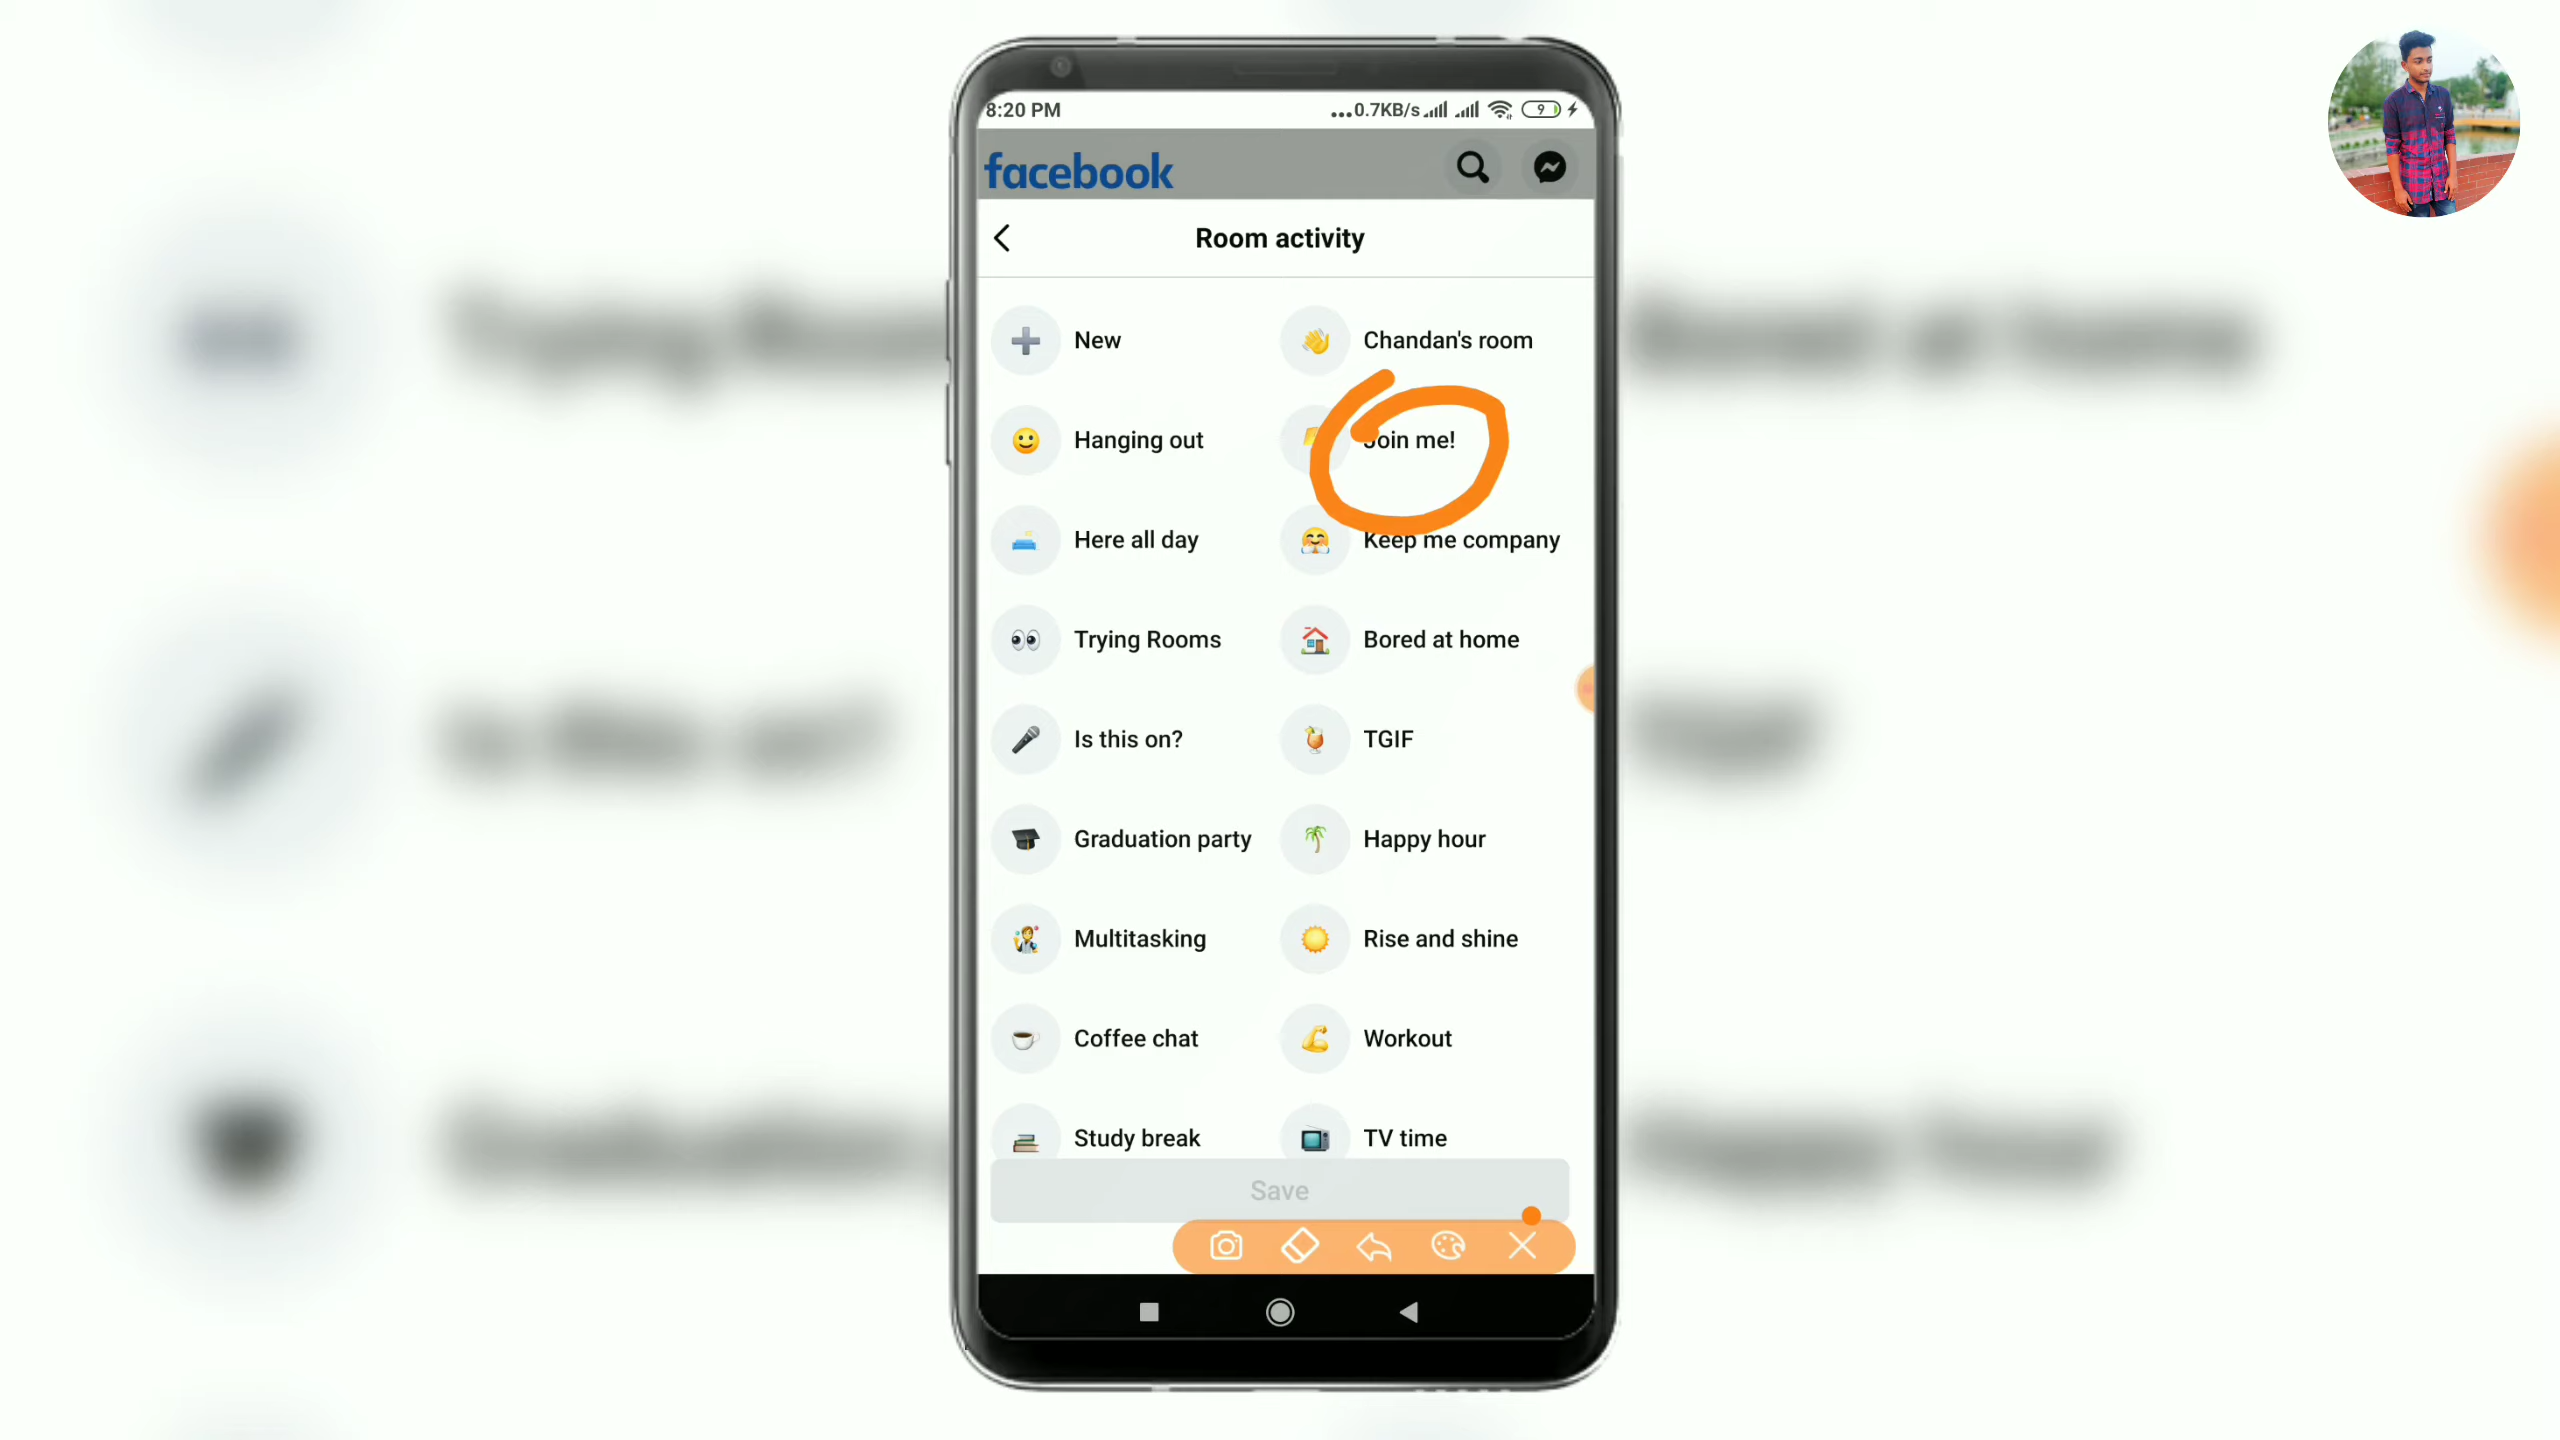 8:20 PM ...0.7KB/s 9
facebook
Room activity
New Chandan's room
Hanging out Join me!
Here all day Keep me company
Trying Rooms Bored at home
Is this on? TGIF
Graduation party Happy hour
Multitasking Rise and shine
Coffee chat Workout
Study break TV time
Save